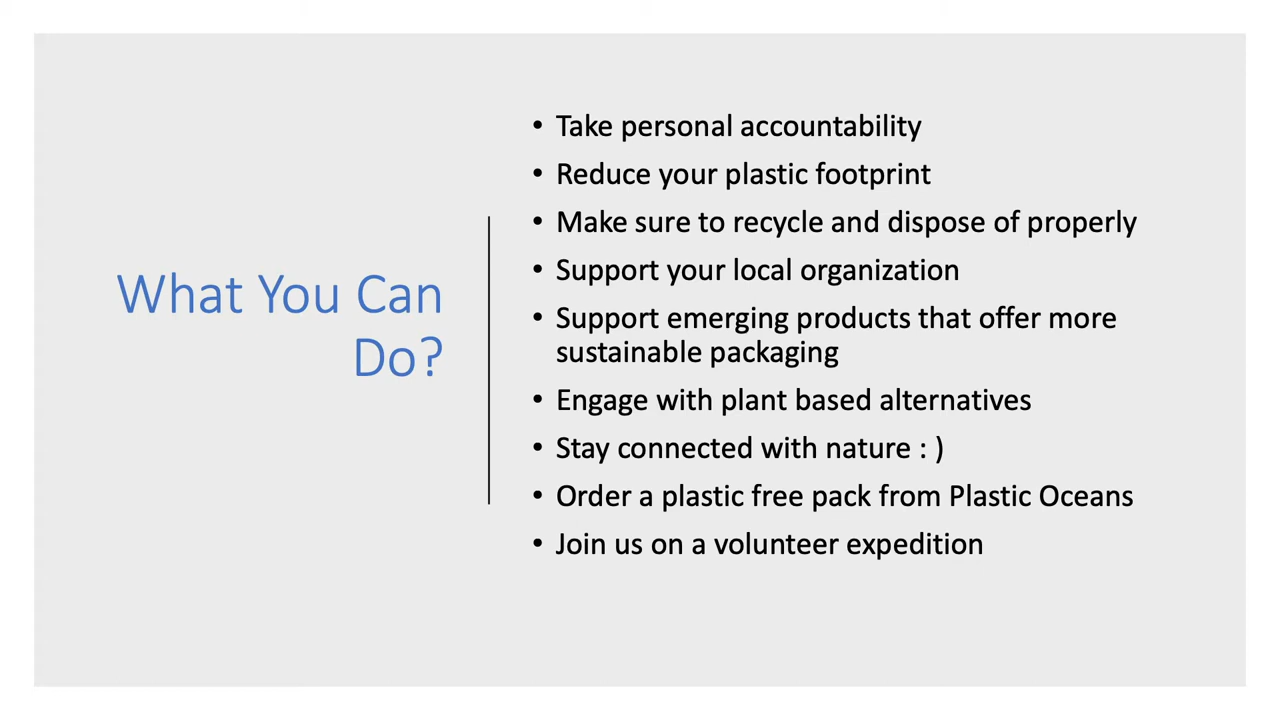 What You Can
Do?
• Take personal accountability
• Reduce your plastic footprint
• Make sure to recycle and dispose of properly
• Support your local organization
• Support emerging products that offer more
sustainable packaging
• Engage with plant based alternatives
• Stay connected with nature : )
• Order a plastic free pack from Plastic Oceans
• Join us on a volunteer expedition